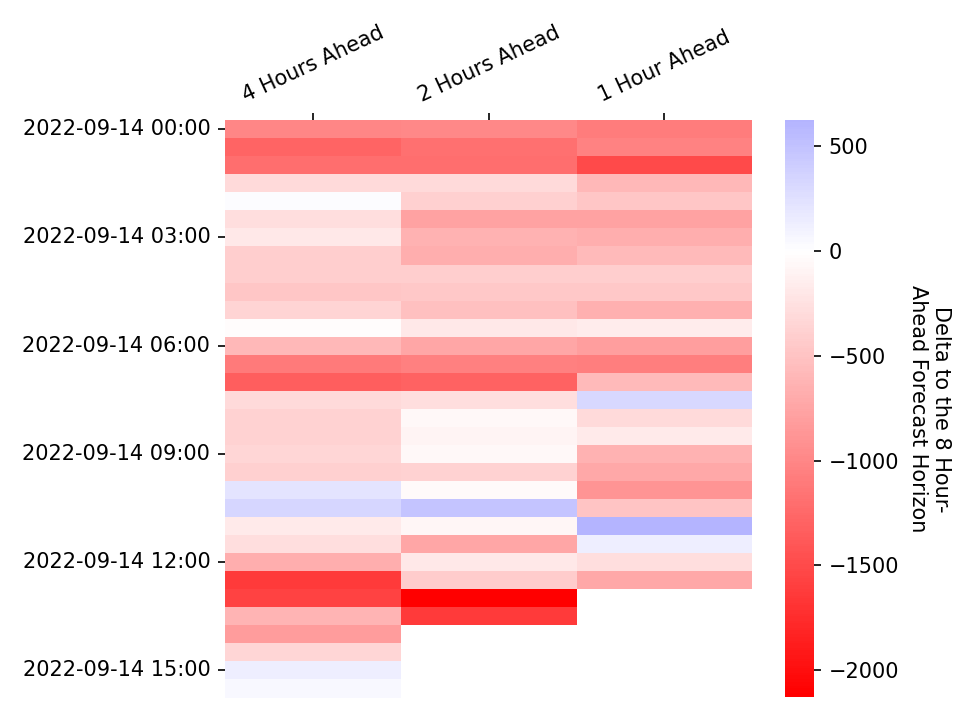 4 Hours Ahead
2 Hours Ahead
1 Hour Ahead
2022-09-14 00:00
2022-09-14 03:00
2022-09-14 06:00
2022-09-14 09:00
2022-09-14 12:00
2022-09-14 15:00
500
0
−500
−1000
−1500
−2000
Delta to the 8 Hour-
Ahead Forecast Horizon